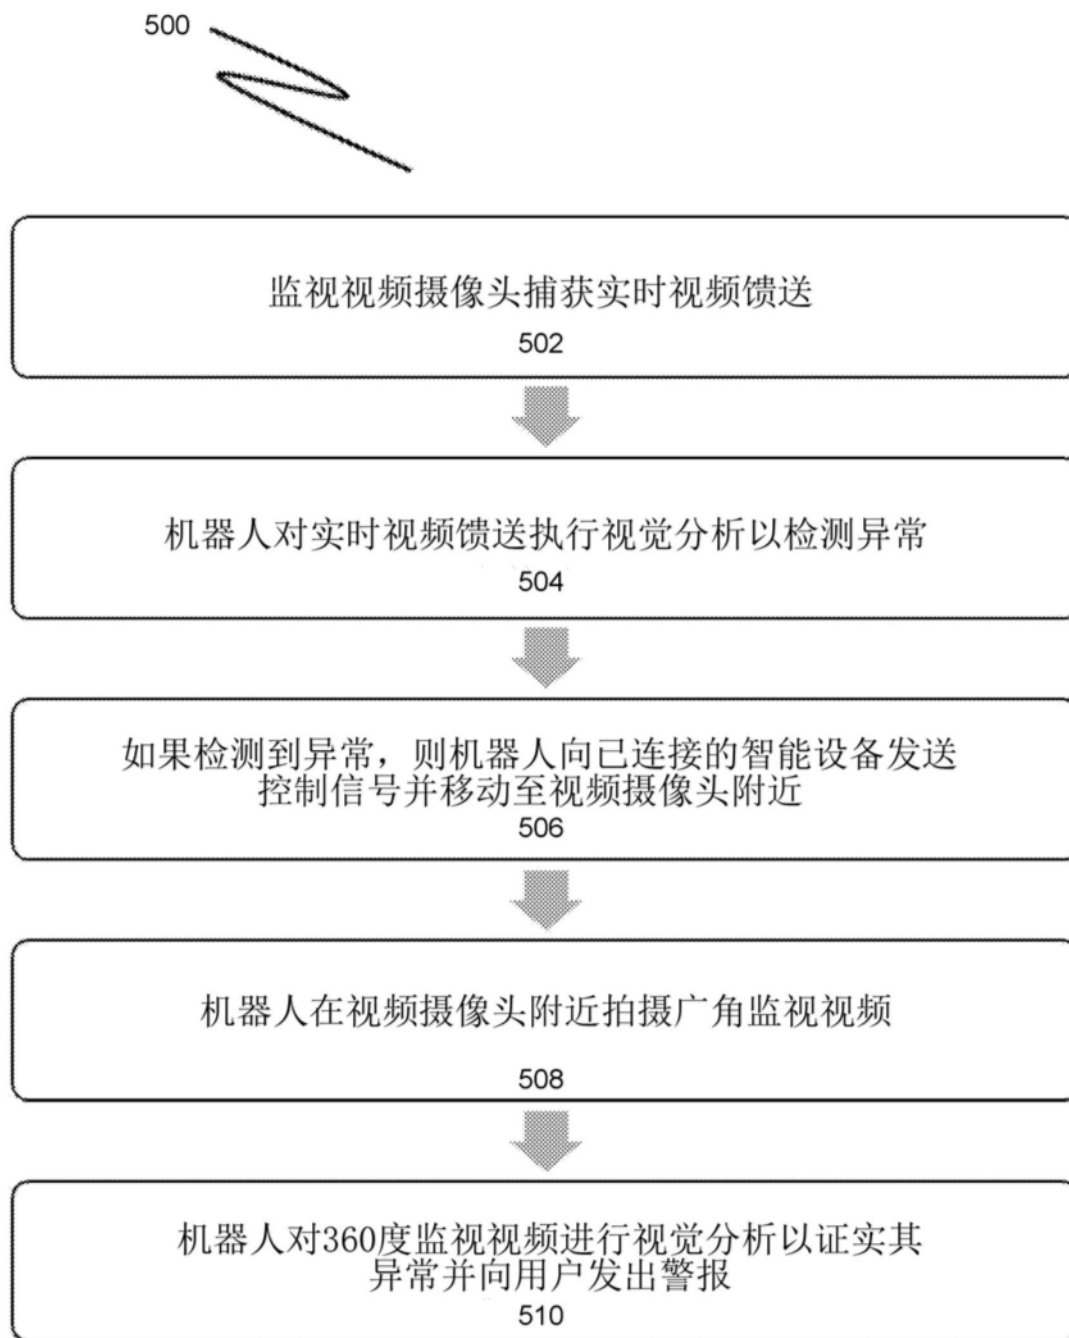 500
监视视频摄像头捕获实时视频馈送
502
机器人对实时视频馈送执行视觉分析以检测异常
504
如果检测到异常，则机器人向已连接的智能设备发送
控制信号并移动至视频摄像头附近
506
机器人在视频摄像头附近拍摄广角监视视频
508
机器人对360度监视视频进行视觉分析以证实其
异常并向用户发出警报
510